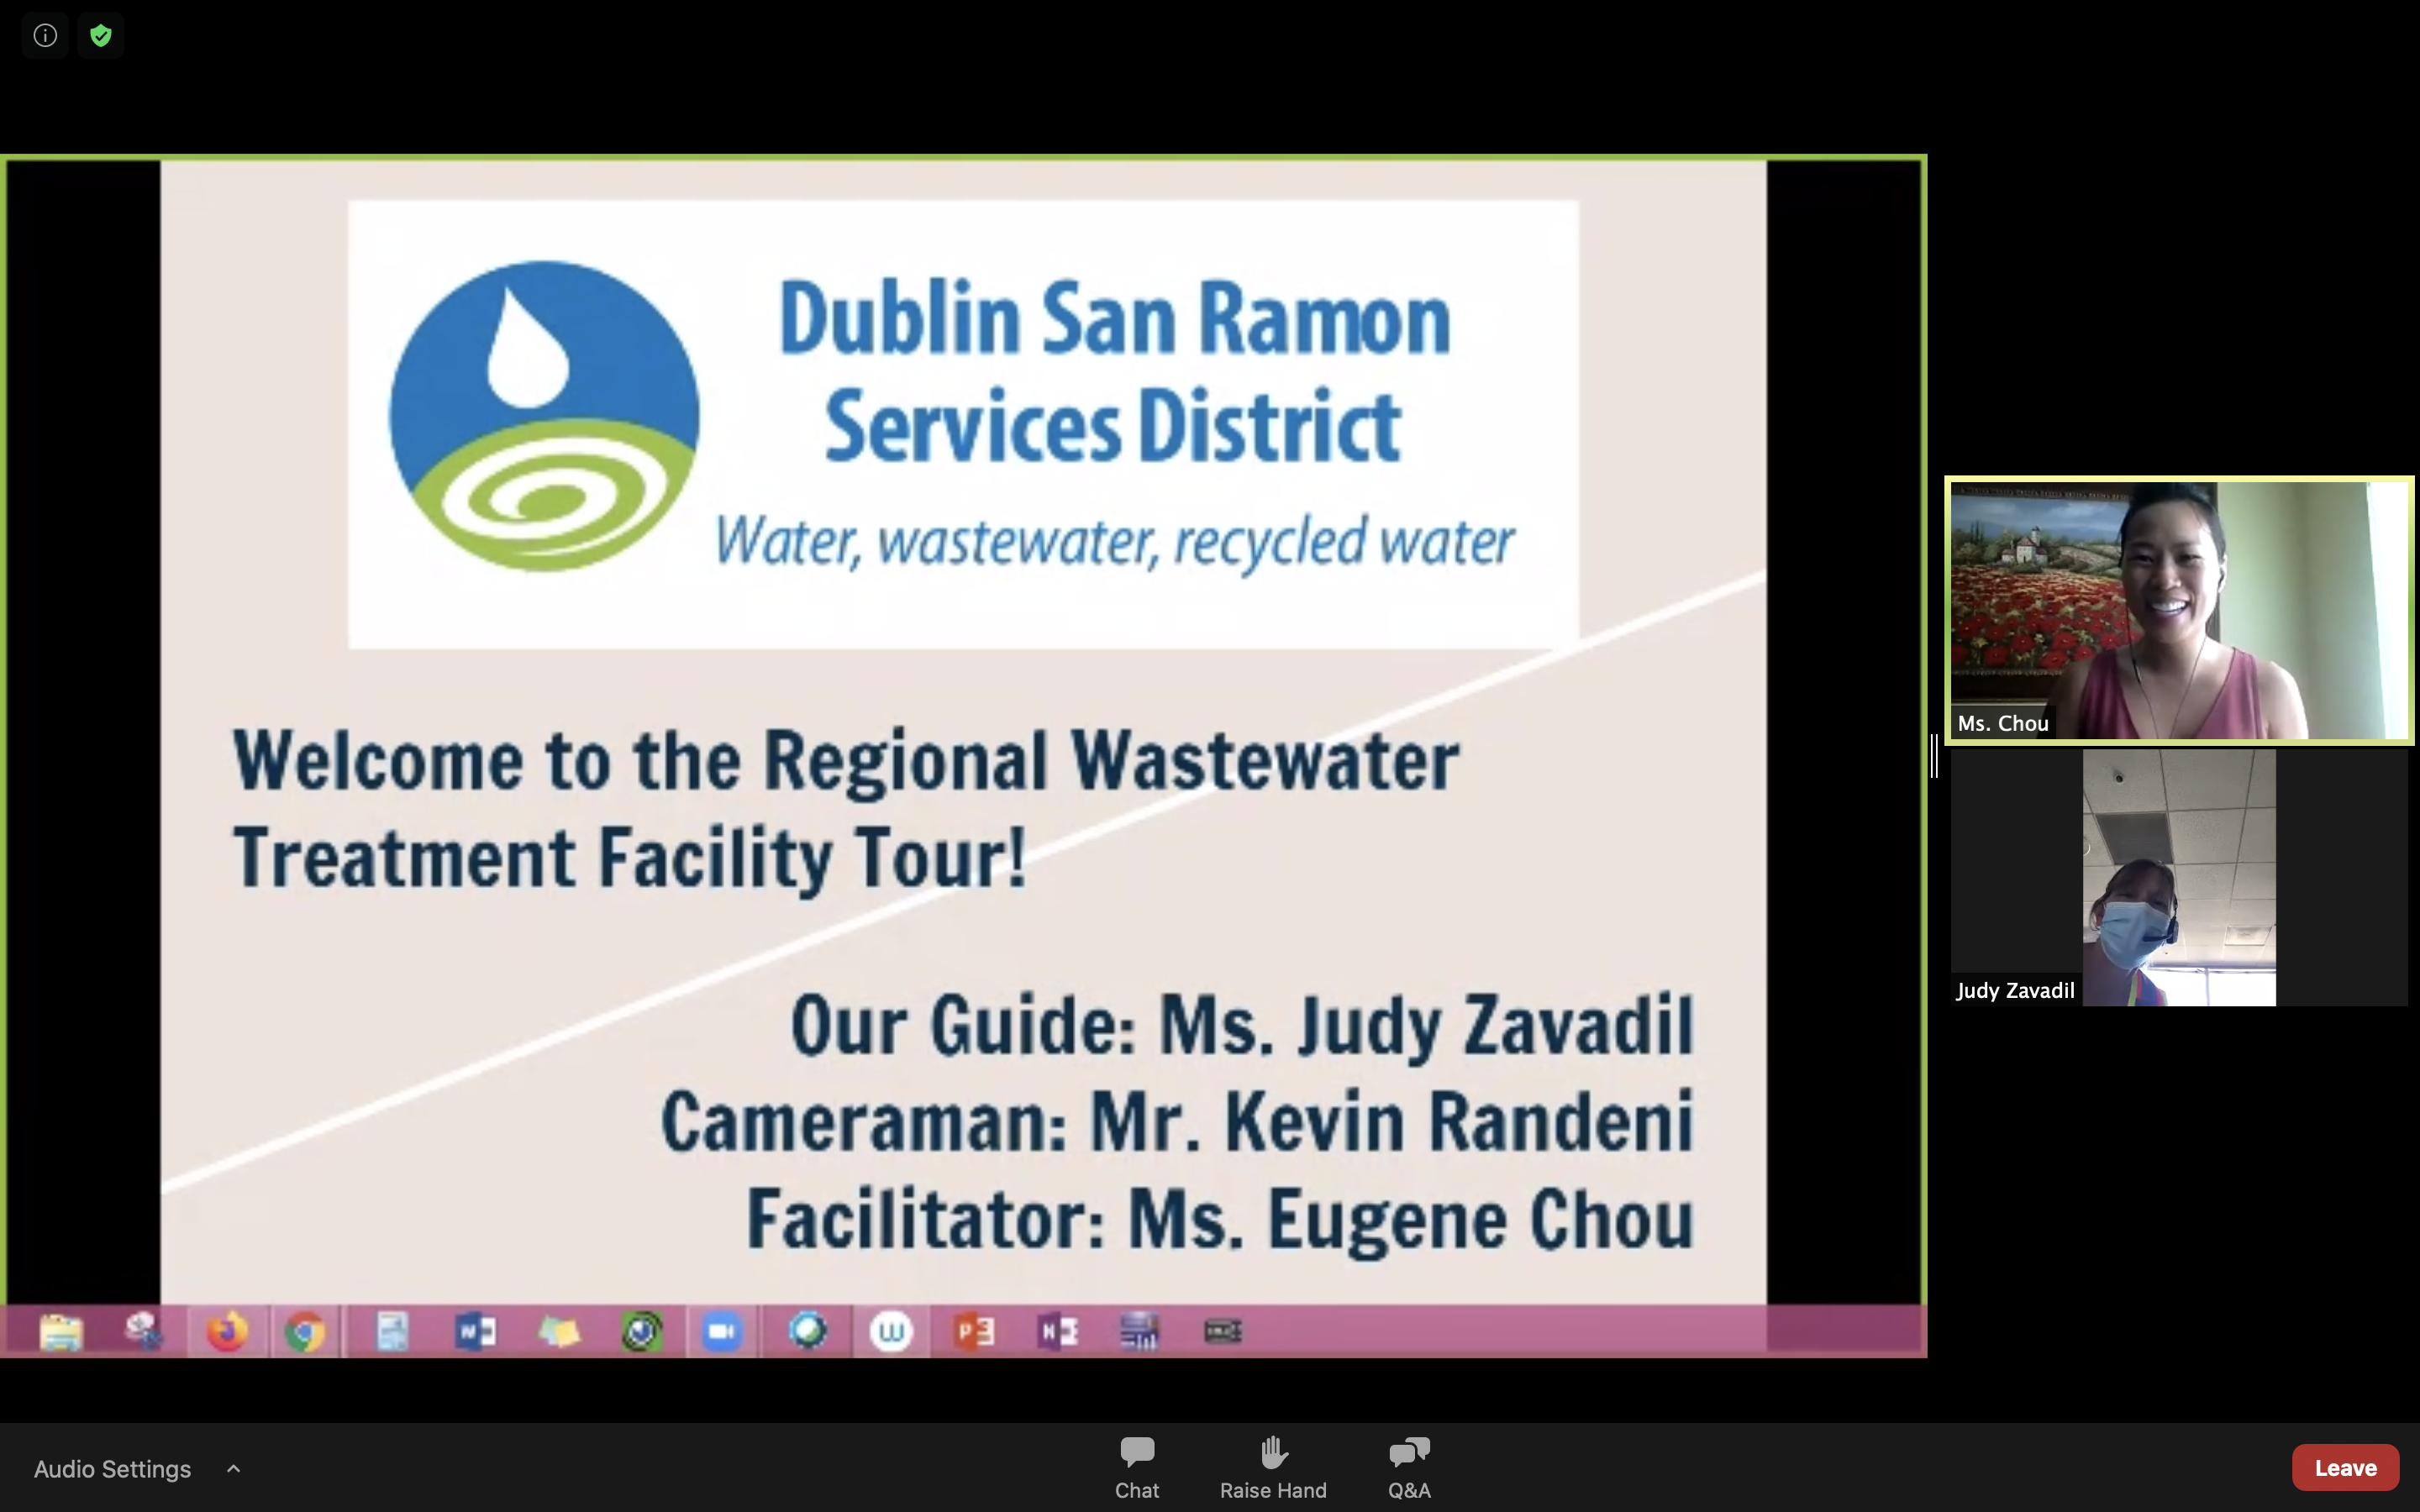 Dublin San Ramon
Services District
Water, wastewater, recycled water
Welcome to the Regional Wastewater
Treatment Facility Tour!
Our Guide: Ms. Judy Zavadil
Cameraman: Mr. Kevin Randeni
Facilitator: Ms. Eugene Chou
Ms. Chou
Judy Zavadil
Audio Settings
Chat
Raise Hand
Q&A
Leave